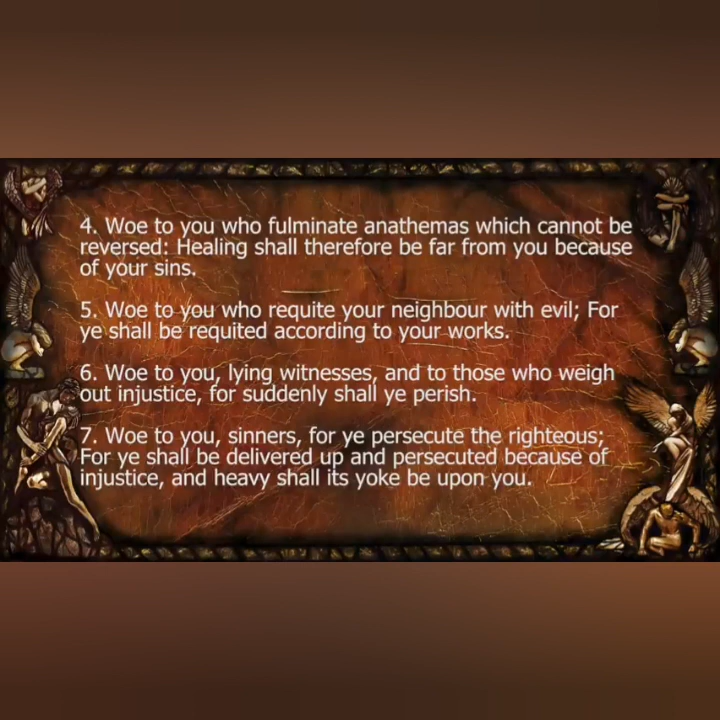 4. Woe to you who fulminate anathemas which cannot be
reversed: Healing shall therefore be far from you because
of your sins.
5. Woe to you who requite your neighbour with evil; For
ye shall be requited according to your works.
6. Woe to you, lying witnesses, and to those who weigh
out injustice, for suddenly shall ye perish.
7. Woe to you, sinners, for ye persecute the righteous;
For ye shall be delivered up and persecuted because of
injustice, and heavy shall its yoke be upon you.